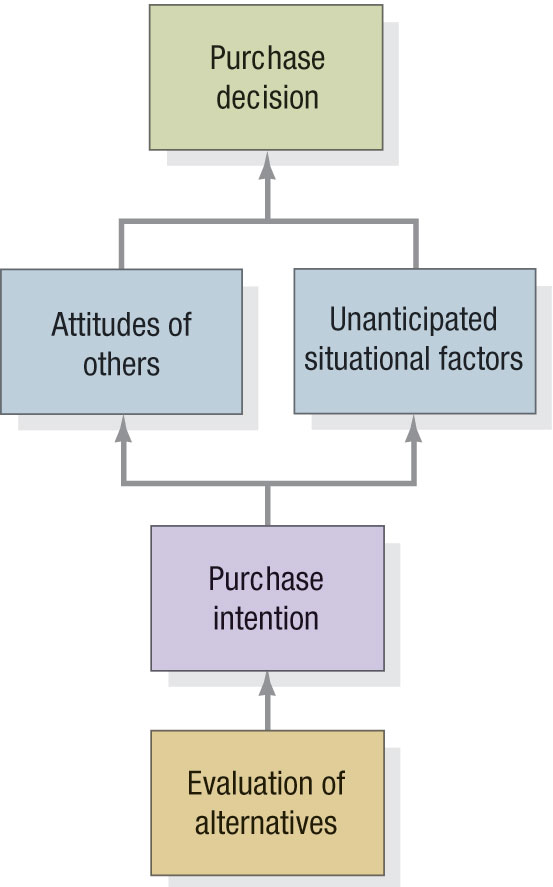 Purchase
decision
Attitudes of
others
Unanticipated
situational factors
Purchase
intention
Evaluation of
alternatives